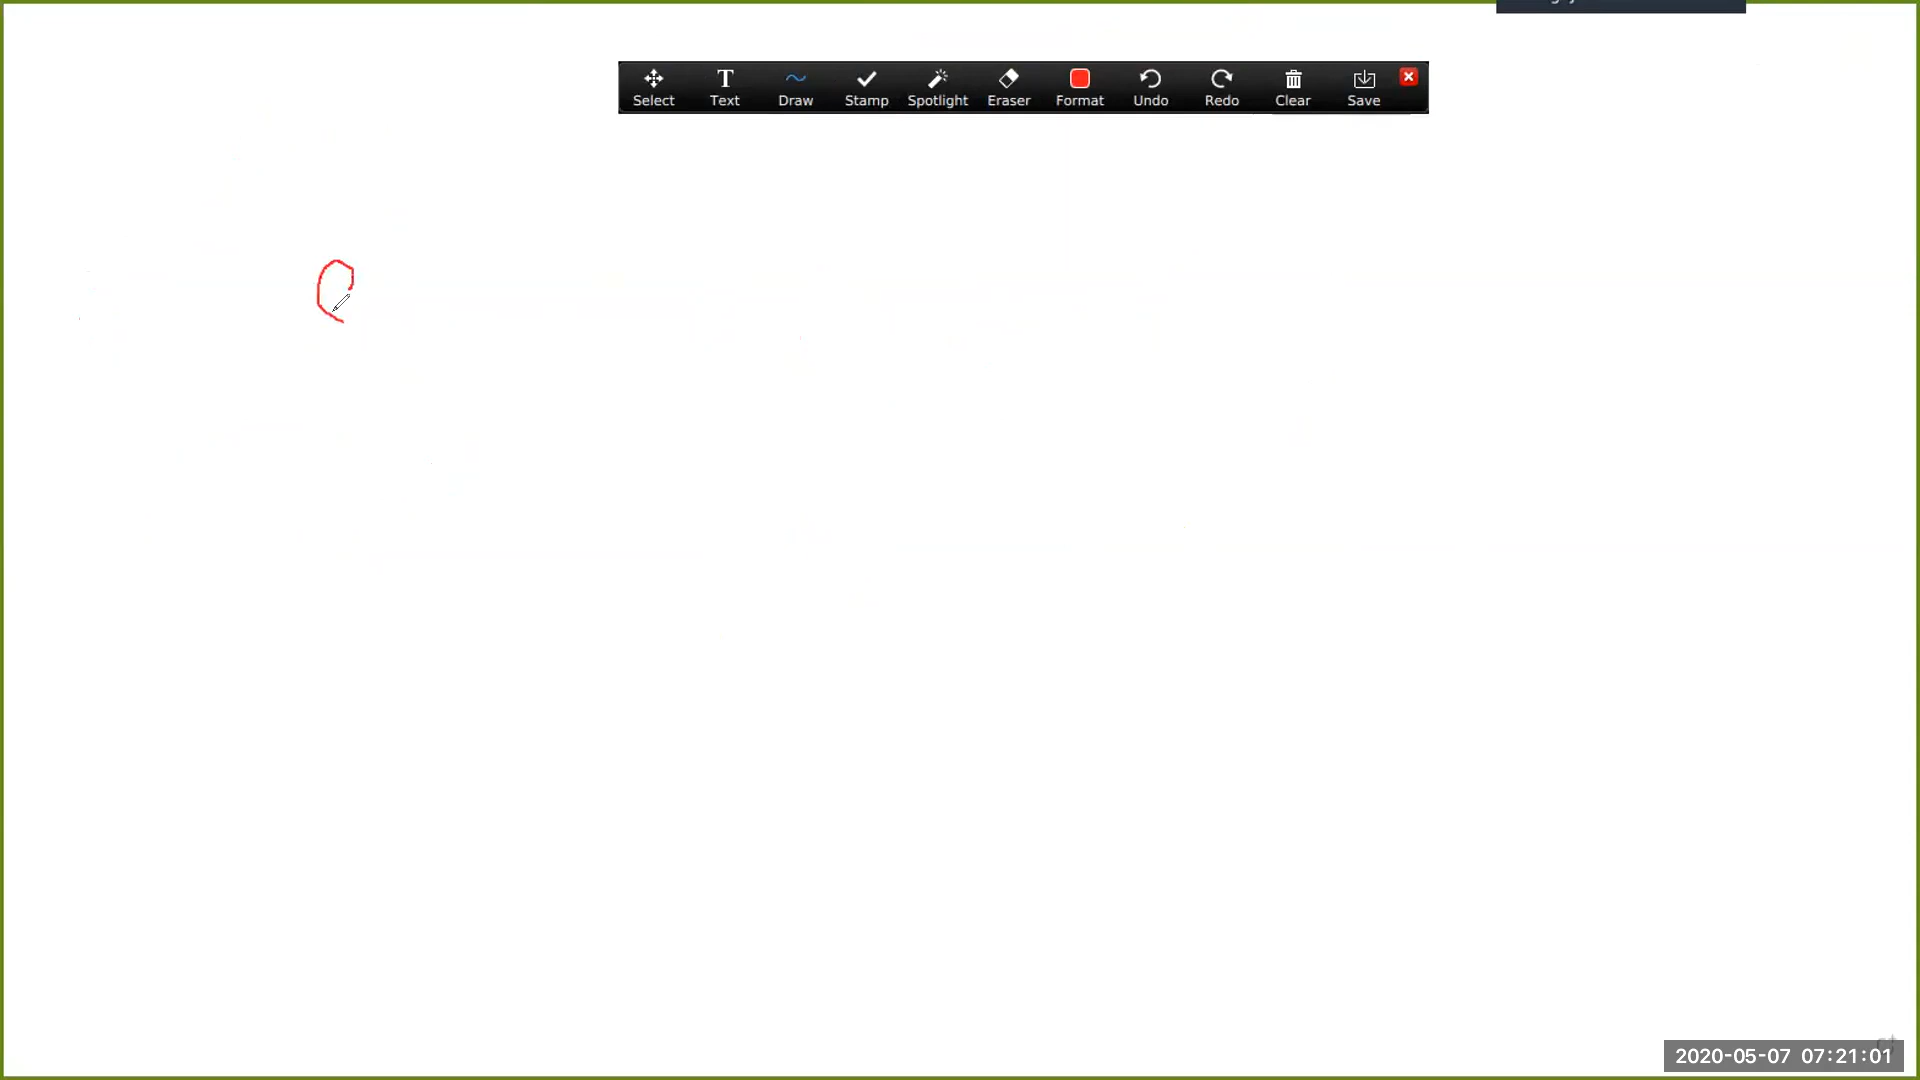 Select Text Draw Stamp Spotlight Eraser Format Undo Redo Clear Save
2020-05-07 07:21:01